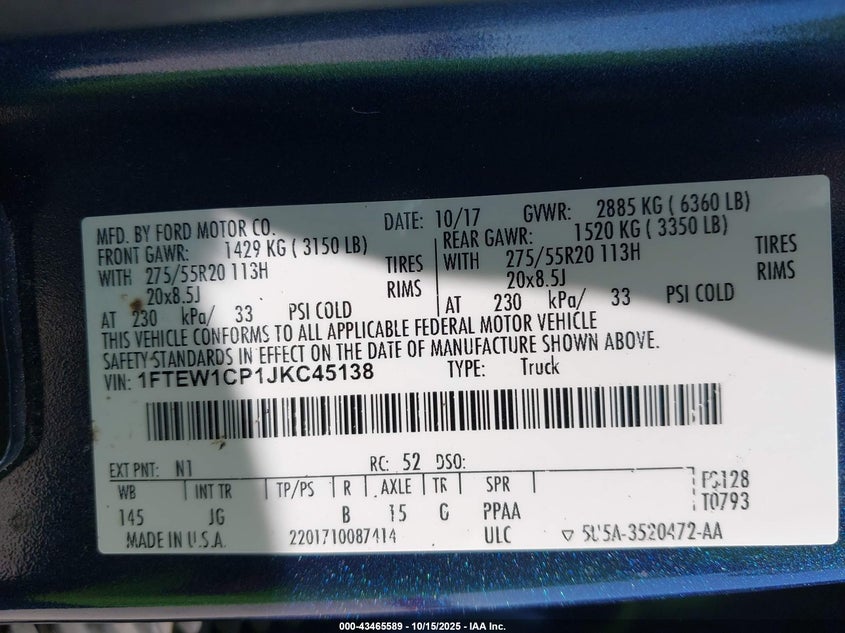 MFD. BY FORD MOTOR CO. DATE: 10/17 GVWR: 2885 KG ( 6360 LB)
FRONT GAWR: 1429 KG ( 3150 LB) REAR GAWR: 1520 KG ( 3350 LB)
WITH 275/55R20 113H TIRES WITH 275/55R20 113H TIRES
20x8.5J RIMS 20x8.5J RIMS
AT 230 kPa/ 33 PSI COLD AT 230 kPa/ 33 PSI COLD
THIS VEHICLE CONFORMS TO ALL APPLICABLE FEDERAL MOTOR VEHICLE
SAFETY STANDARDS IN EFFECT ON THE DATE OF MANUFACTURE SHOWN ABOVE.
VIN: 1FTEW1CP1JKC45138 TYPE: Truck
EXT PNT: N1 RC: 52 DSO:
WB INT TR TP/PS R AXLE TR SPR
145 JG B 15 G PPAA
T0793
MADE IN U.S.A. 2201710087414 ULC ▽ 5U5A-3520472-AA
000-43465589 - 10/15/2025 - IAA Inc.